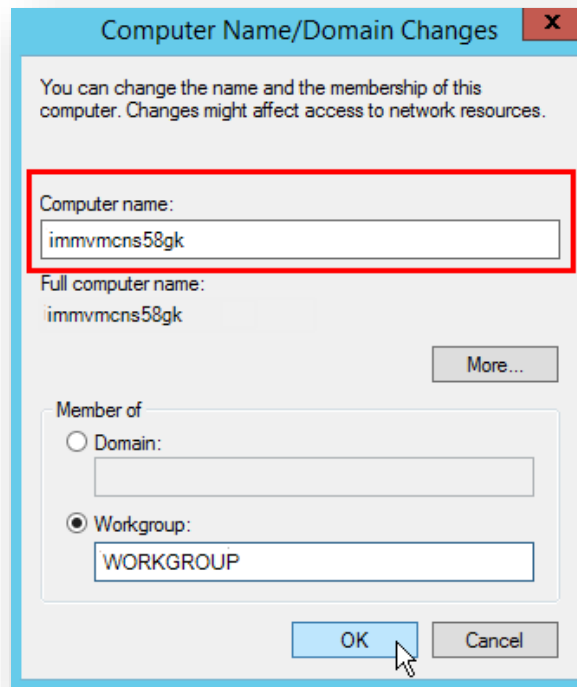 Computer Name/Domain Changes
x
You can change the name and the membership of this
computer. Changes might affect access to network resources.
Computer name:
immvmcns58gk
Full computer name:
immvmcns58gk
More...
Member of
Domain:
Workgroup:
WORKGROUP
OK
Cancel